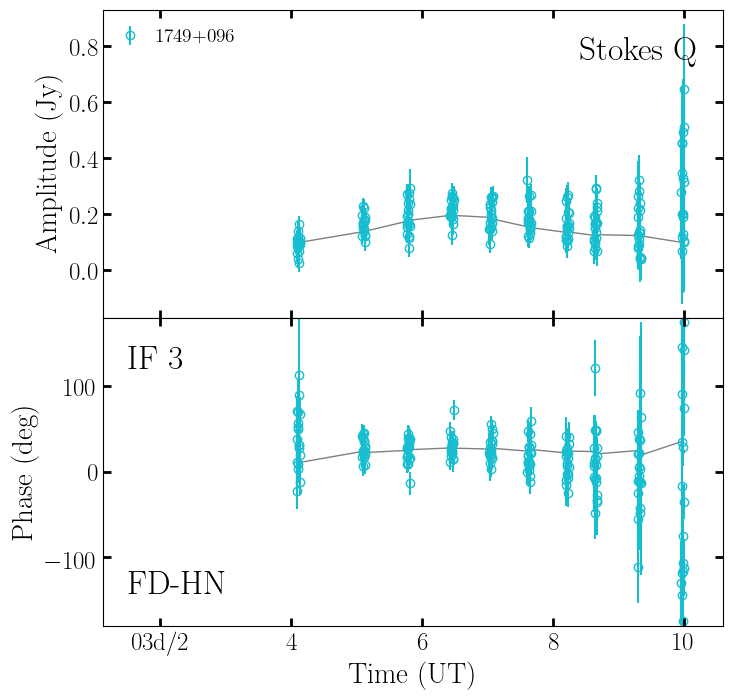 1749+096
Stokes Q
0.8
0.6
0.4
0.2
0.0
Amplitude (Jy)
IF 3
100
0
−100
Phase (deg)
FD-HN
03d/2
4
6
8
10
Time (UT)